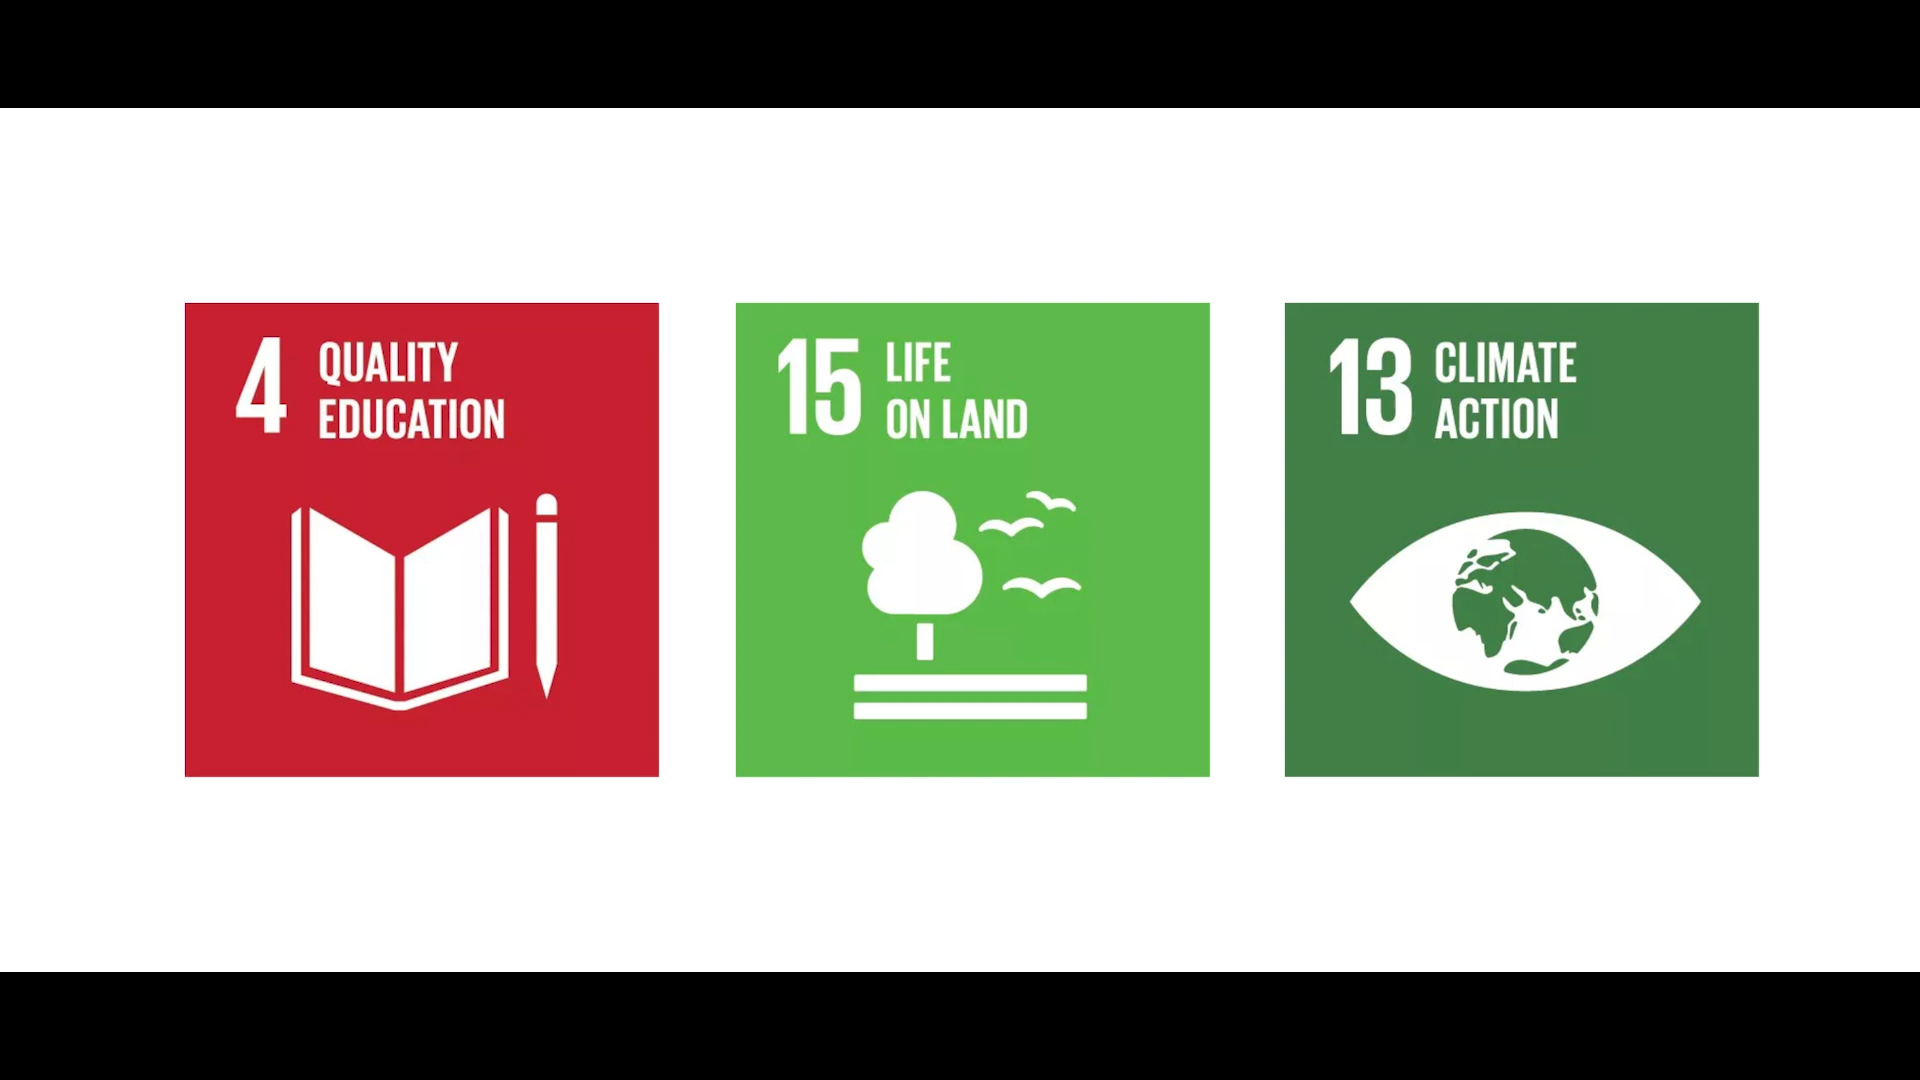 4 QUALITY
EDUCATION
15 LIFE
ON LAND
13 CLIMATE
ACTION